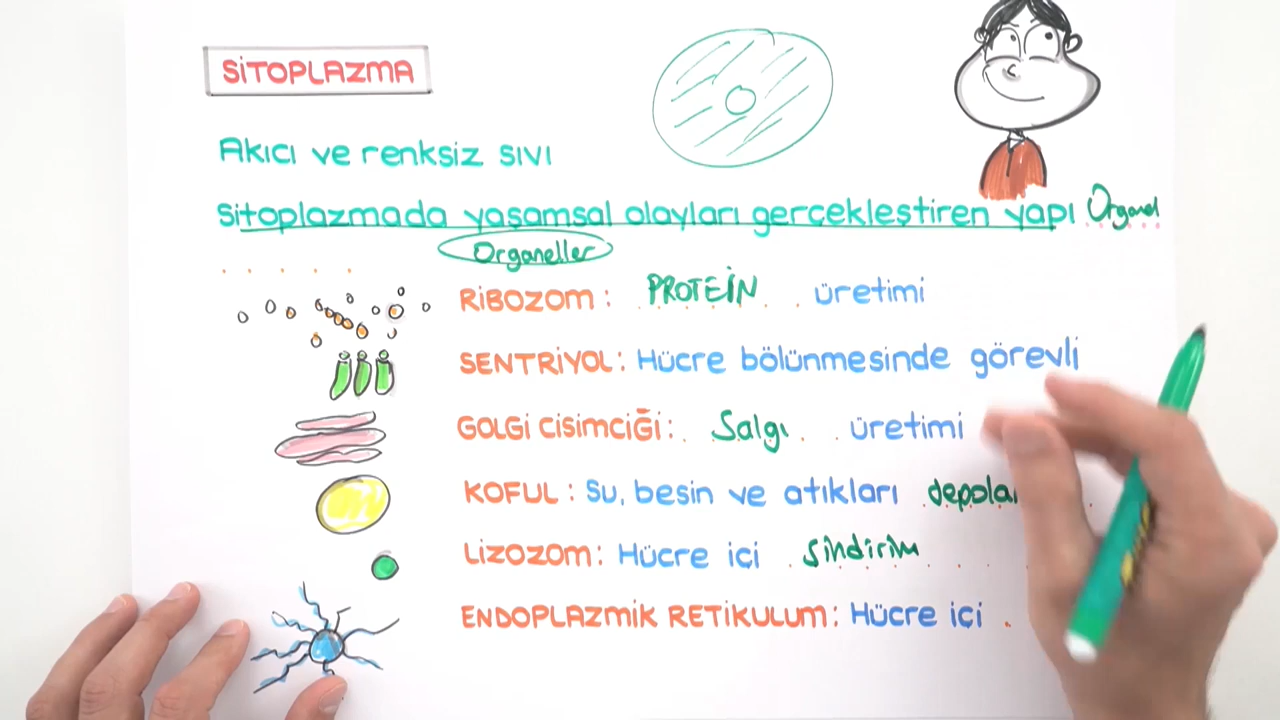 SİTOPLAZMA
Akıcı ve renksiz sıvı
Sitoplazmada yaşamsal olayları gerçekleştiren yapı Organel
Organeller
RİBOZOM: PROTEİN üretimi
SENTRİYOL: Hücre bölünmesinde görevli
GOLGİ CİSİMCİĞİ: Salgı üretimi
KOFUL: Su, besin ve atıkları
LİZOZOM: Hücre içi Sindirim
ENDOPLAZMİK RETİKULUM: Hücre içi